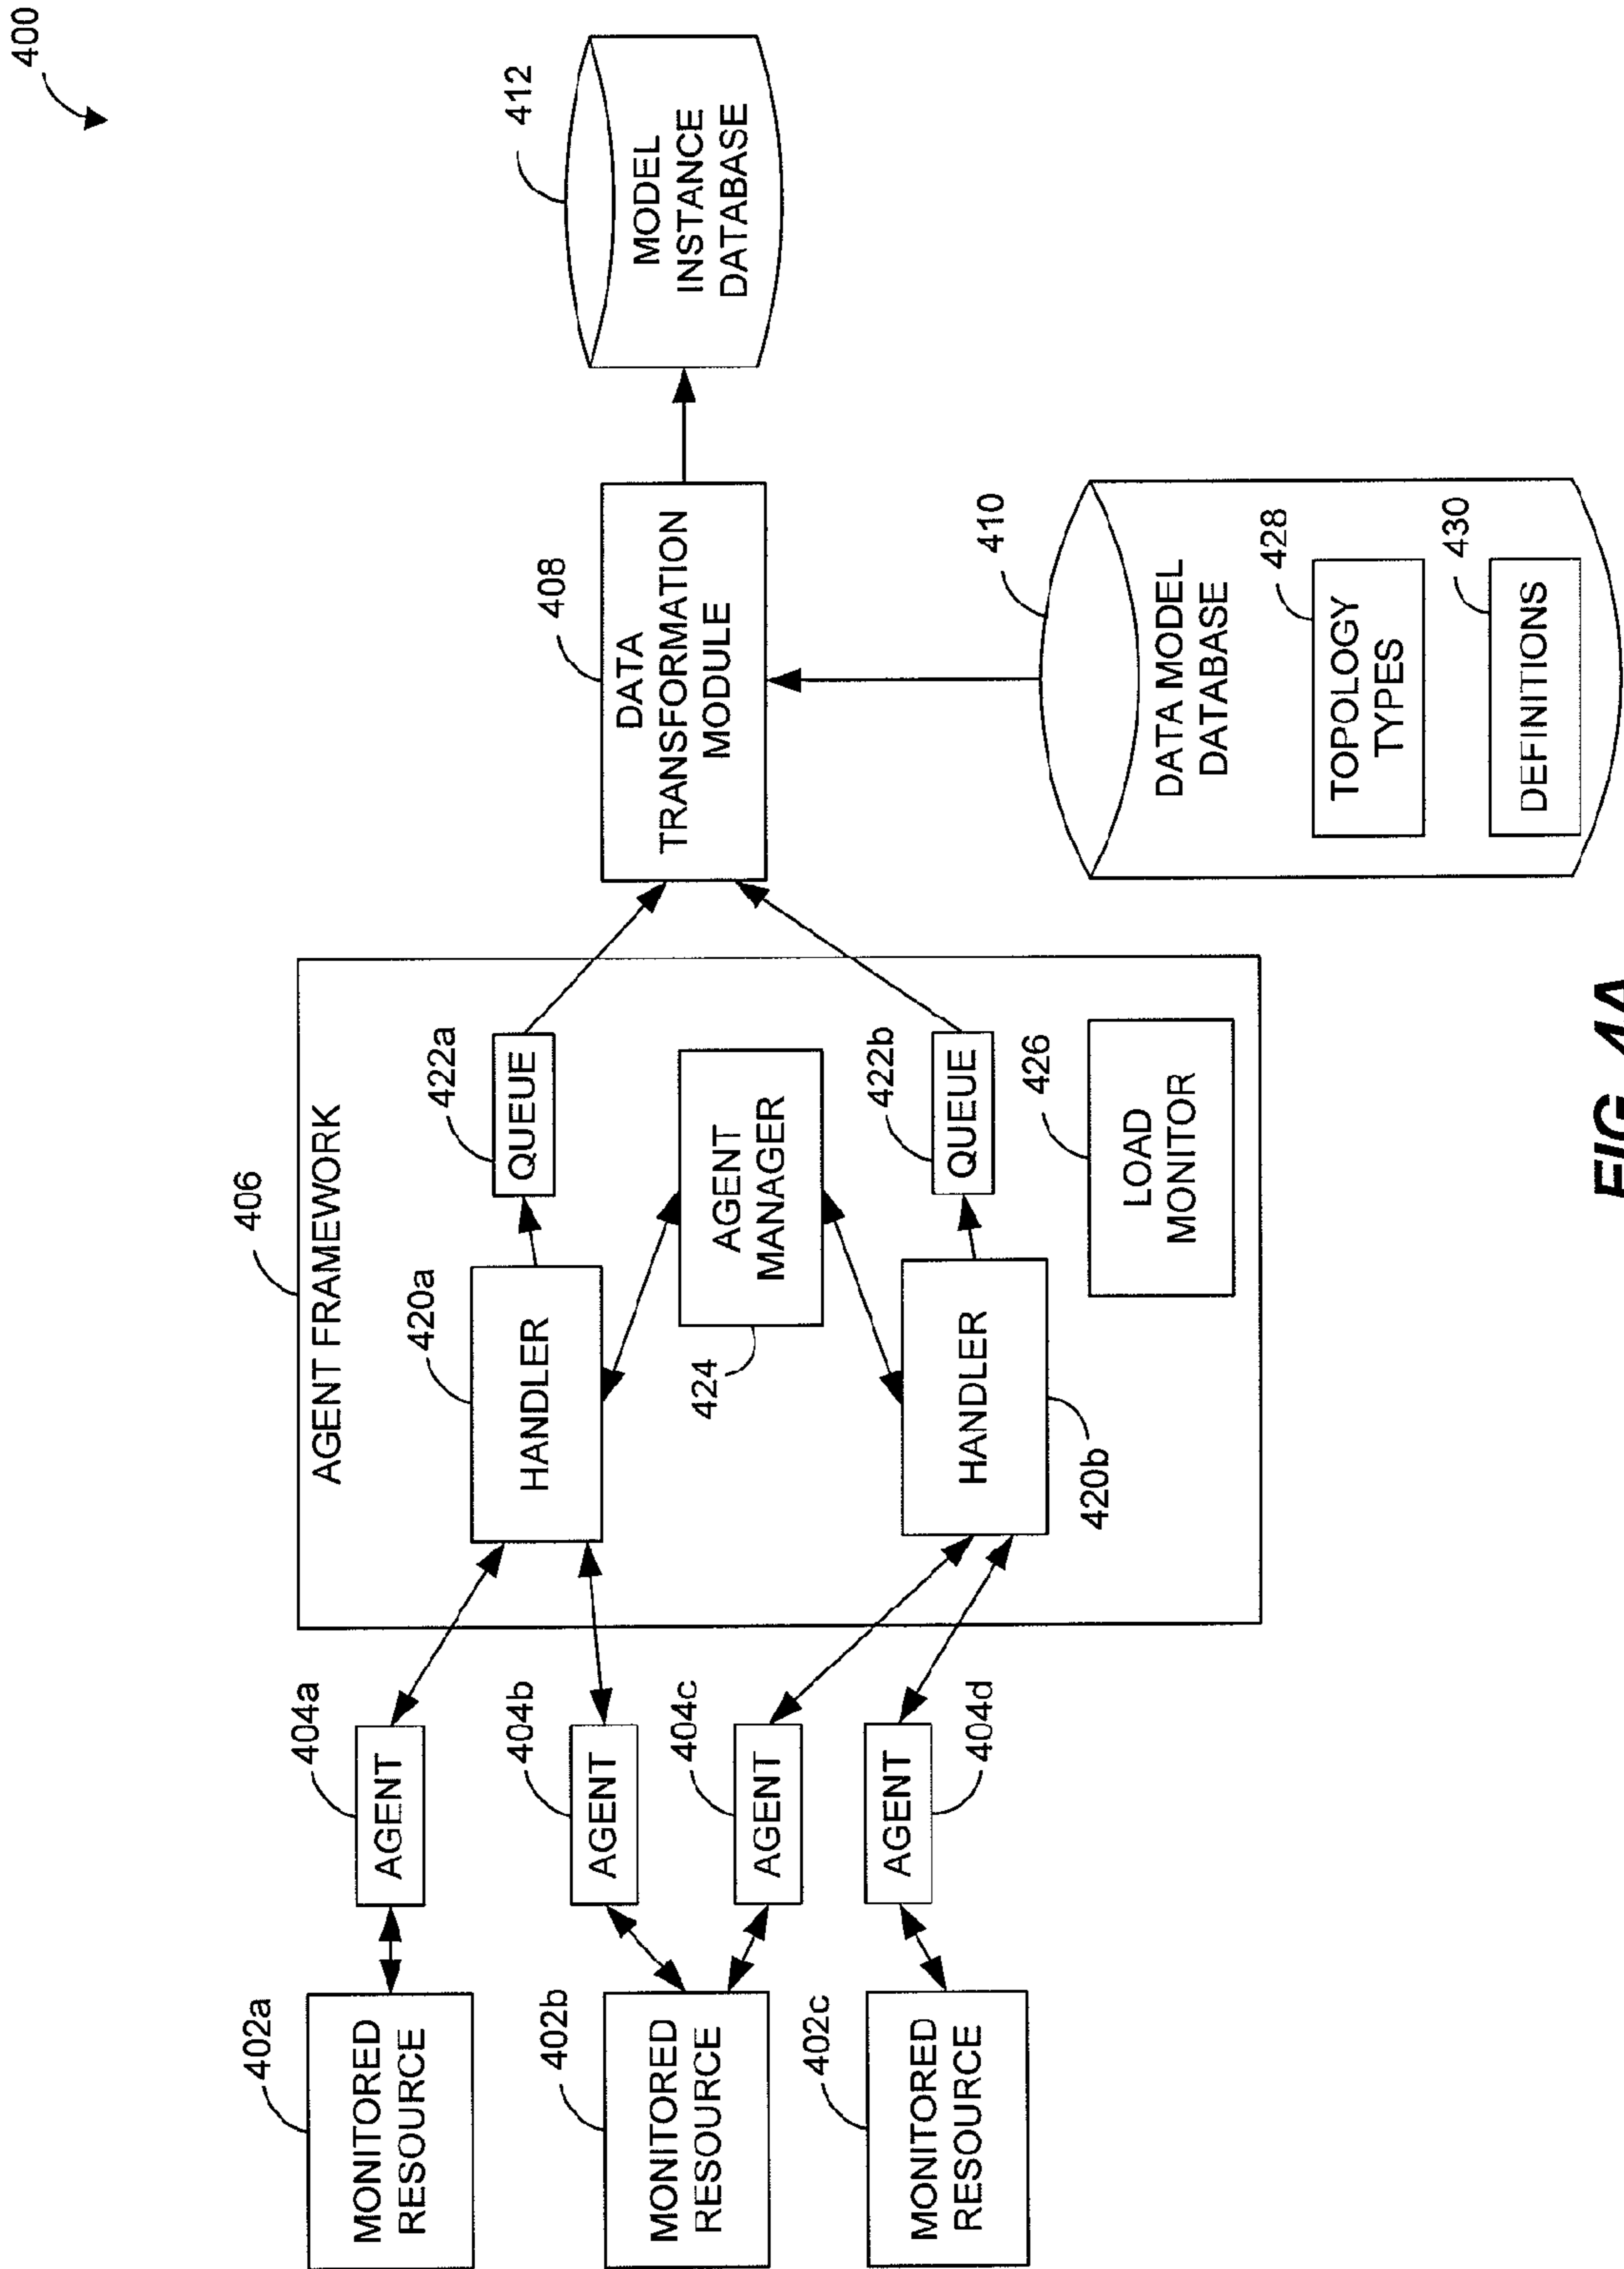 400
406
AGENT FRAMEWORK
402a
MONITORED
RESOURCE
404a
AGENT
420a
HANDLER
422a
QUEUE
402b
MONITORED
RESOURCE
404b
AGENT
404c
AGENT
424
AGENT
MANAGER
408
DATA
TRANSFORMATION
MODULE
412
MODEL
INSTANCE
DATABASE
402c
MONITORED
RESOURCE
AGENT
404d
HANDLER
420b
422b
QUEUE
426
LOAD
MONITOR
410
DATA MODEL
DATABASE
428
TOPOLOGY
TYPES
430
DEFINITIONS
FIG. 4A